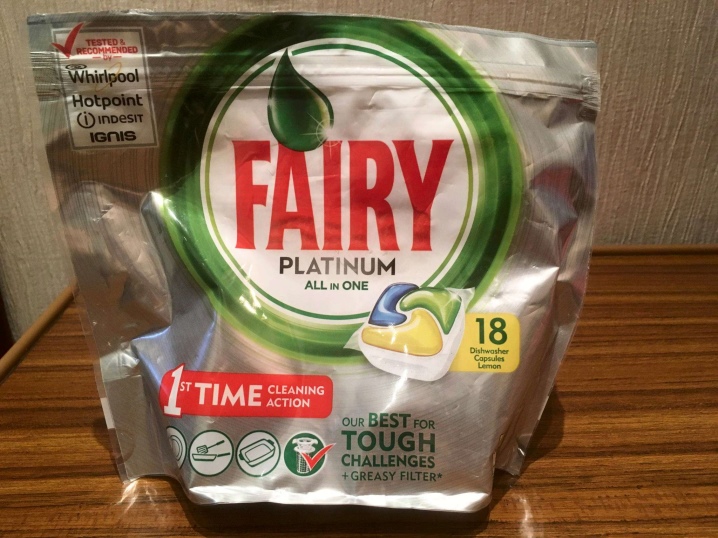 TESTED &
RECOMMENDED
by
Whirlpool
Hotpoint
INDESIT
IGNIS
FAIRY
PLATINUM
ALL IN ONE
18
Dishwasher
Capsules
Lemon
1ST TIME CLEANING
ACTION
OUR BEST FOR
TOUGH
CHALLENGES
+ GREASY FILTER*